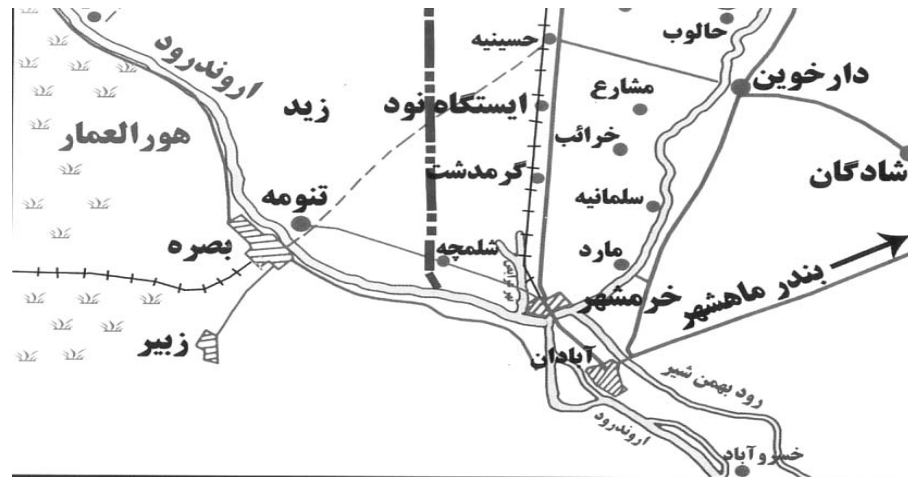 حسینیه
حالوب
اروندرود
دارخوین
مشارع
ایستگاه نود
زید
خرائب
هورالعمار
شادگان
گرمدشت
سلمانیه
تنومه
بصره
شلمچه
مارد
بندر ماهشهر
خرمشهر
زبیر
آبادان
رود بهمن شیر
اروندرود
خسروآباد